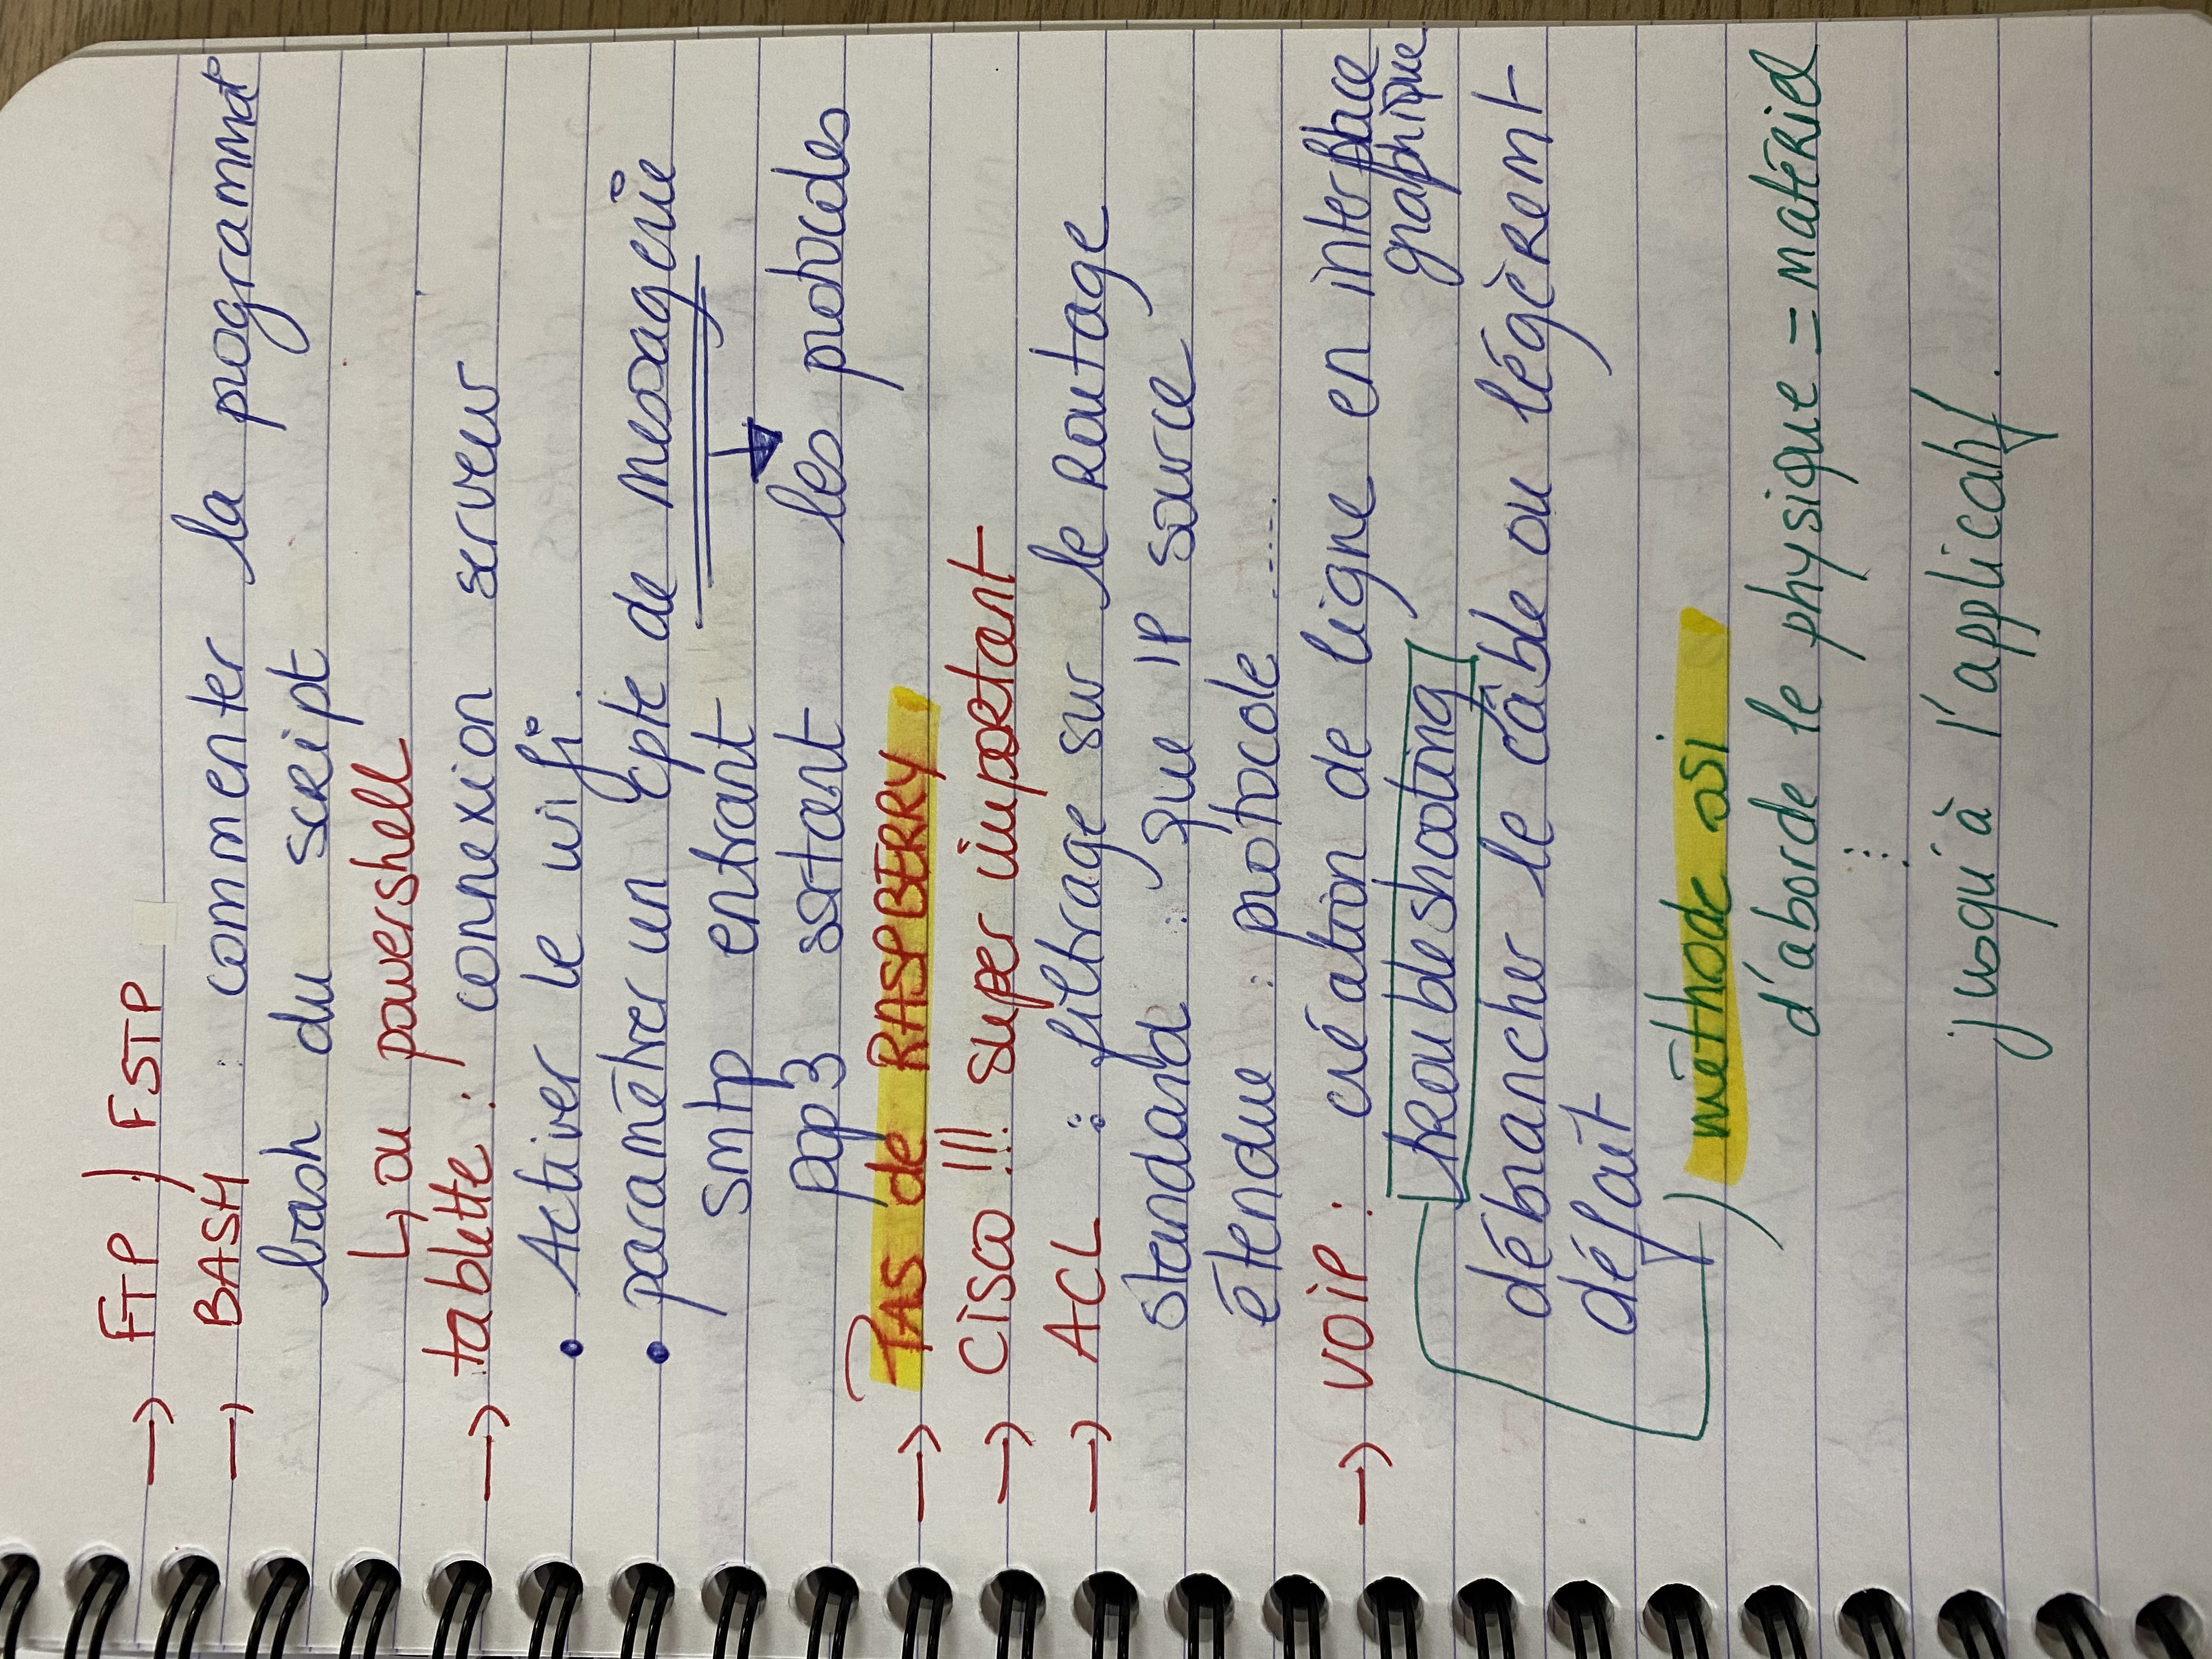 → FTP / FSTP
→ BASH : commenter la programmat°
bash du script
↳ ou powershell
→ tablette : connexion serveur
• Activer le wifi.
• paramétrer un cpte de messagerie
smtp entrant
pop3 sortant les protocoles
→ PAS de RASPBERRY
→ Cisco !!! super important
→ ACL : filtrage sur le Routage
standard : que IP source
étendue : protocole .....
→ VOIP : création de ligne en interface
graphique
troubleshooting
débrancher le câble ou légèremt
défait
méthode osi
d'aborde le physique = matériel
⋮
jusqu'à l'applicatif.